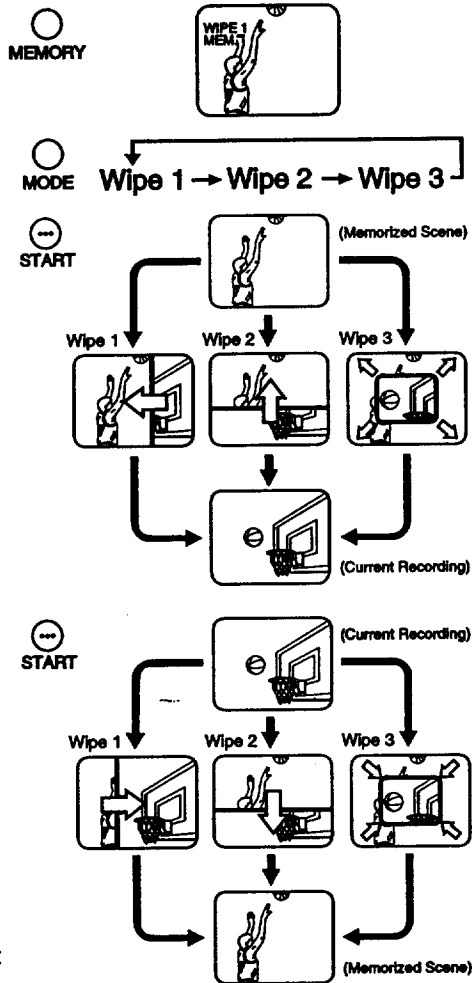 WIPE 1
MEM.
MEMORY
MODE
Wipe 1 → Wipe 2 → Wipe 3
START
(Memorized Scene)
Wipe 1
Wipe 2
Wipe 3
(Current Recording)
START
(Current Recording)
Wipe 1
Wipe 2
Wipe 3
(Memorized Scene)